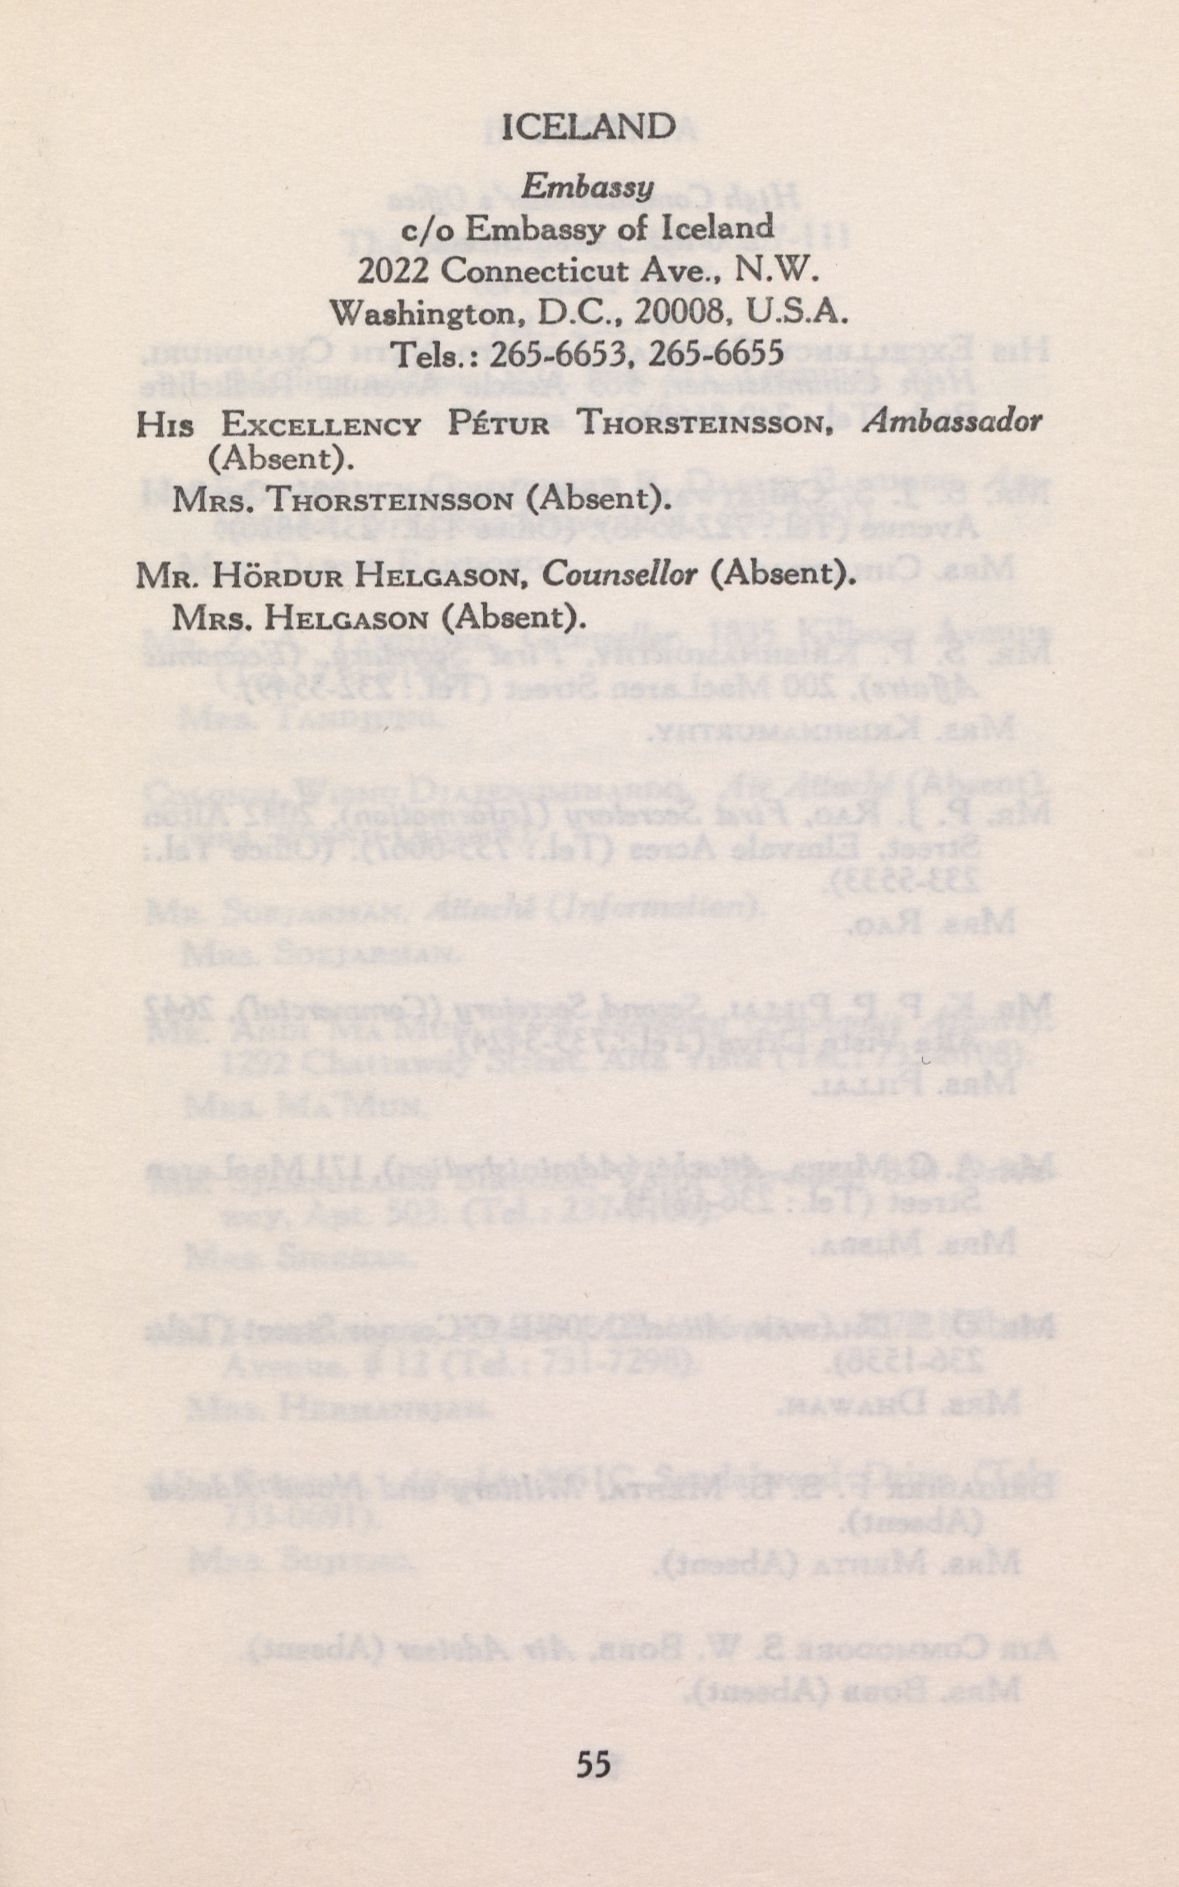 ICELAND
Embassy
c/o Embassy of Iceland
2022 Connecticut Ave., N.W.
Washington, D.C., 20008, U.S.A.
Tels.: 265-6653, 265-6655
His Excellency Pétur Thorsteinsson, Ambassador
(Absent).
Mrs. Thorsteinsson (Absent).
Mr. Hördur Helgason, Counsellor (Absent).
Mrs. Helgason (Absent).
55